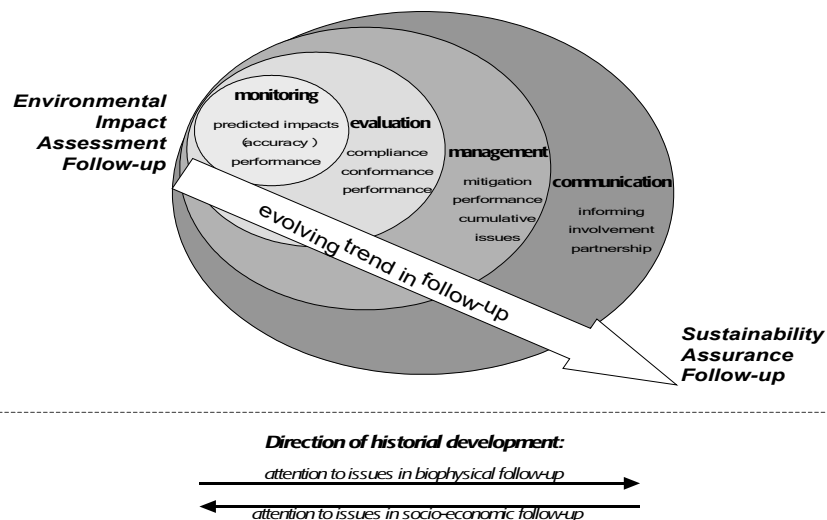 Environmental
Impact
Assessment
Follow-up
monitoring
predicted impacts
(accuracy )
performance
evaluation
compliance
conformance
performance
management
mitigation
performance
cumulative
issues
communication
informing
involvement
partnership
evolving trend in follow-up
Sustainability
Assurance
Follow-up
Direction of historial development:
attention to issues in biophysical follow-up
attention to issues in socio-economic follow-up